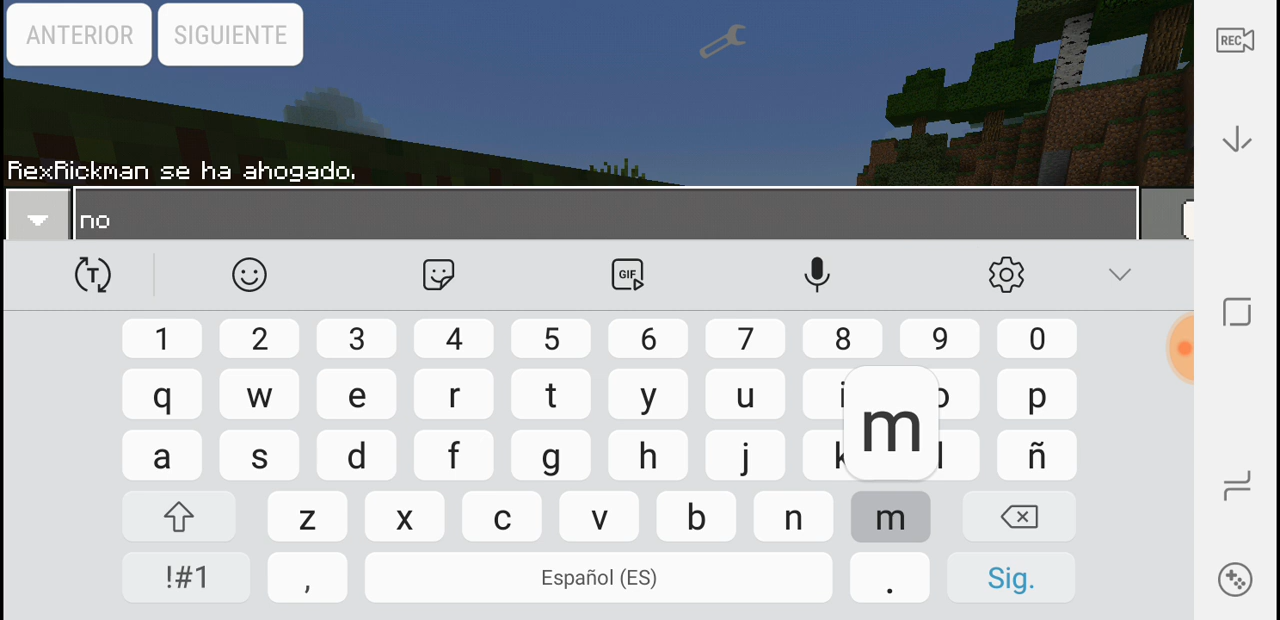 ANTERIOR SIGUIENTE
REC
RexRickman se ha ahogado.
no
T GIF
1 2 3 4 5 6 7 8 9 0
q w e r t y u i o p
m
a s d f g h j k l ñ
z x c v b n m
!#1 , Español (ES) . Sig.